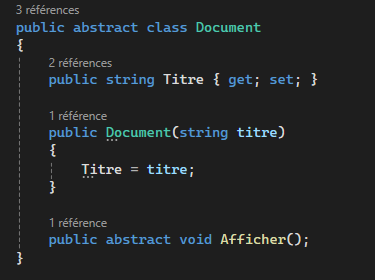 3 références
public abstract class Document
{
2 références
public string Titre { get; set; }
1 référence
public Document(string titre)
{
Titre = titre;
}
1 référence
public abstract void Afficher();
}